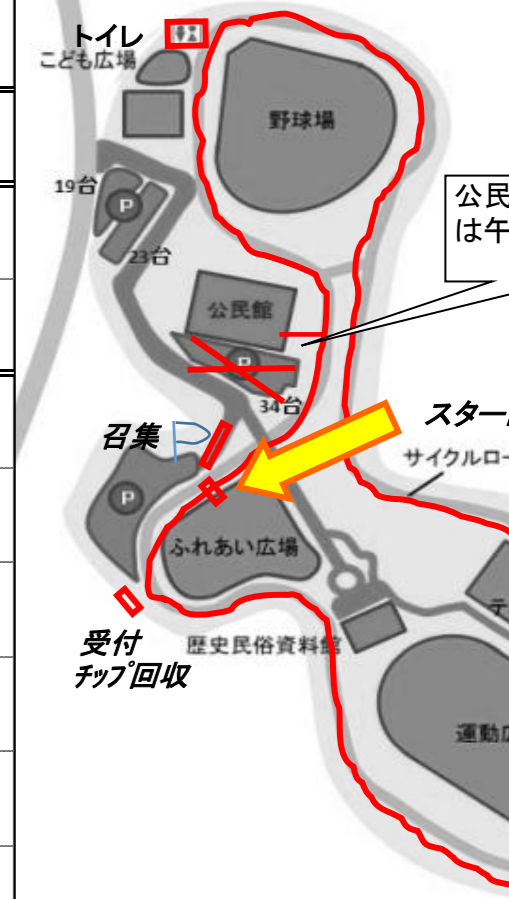 トイレ
こども広場
野球場
19台
P
公民
は午
23台
公民館
P
34台
スタート
召集
サイクルロー
P
ふれあい広場
受付
チップ回収
歴史民俗資料館
テ
運動広